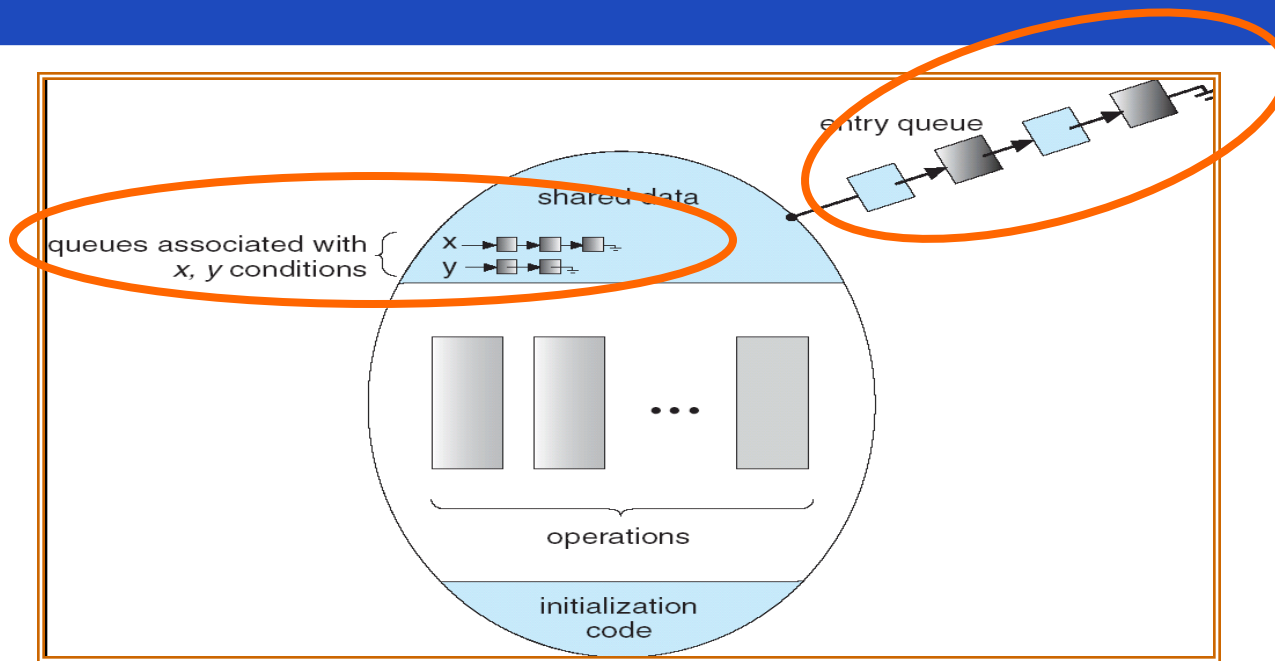 entry queue
shared data
queues associated with
x, y conditions
x
y
...
operations
initialization
code